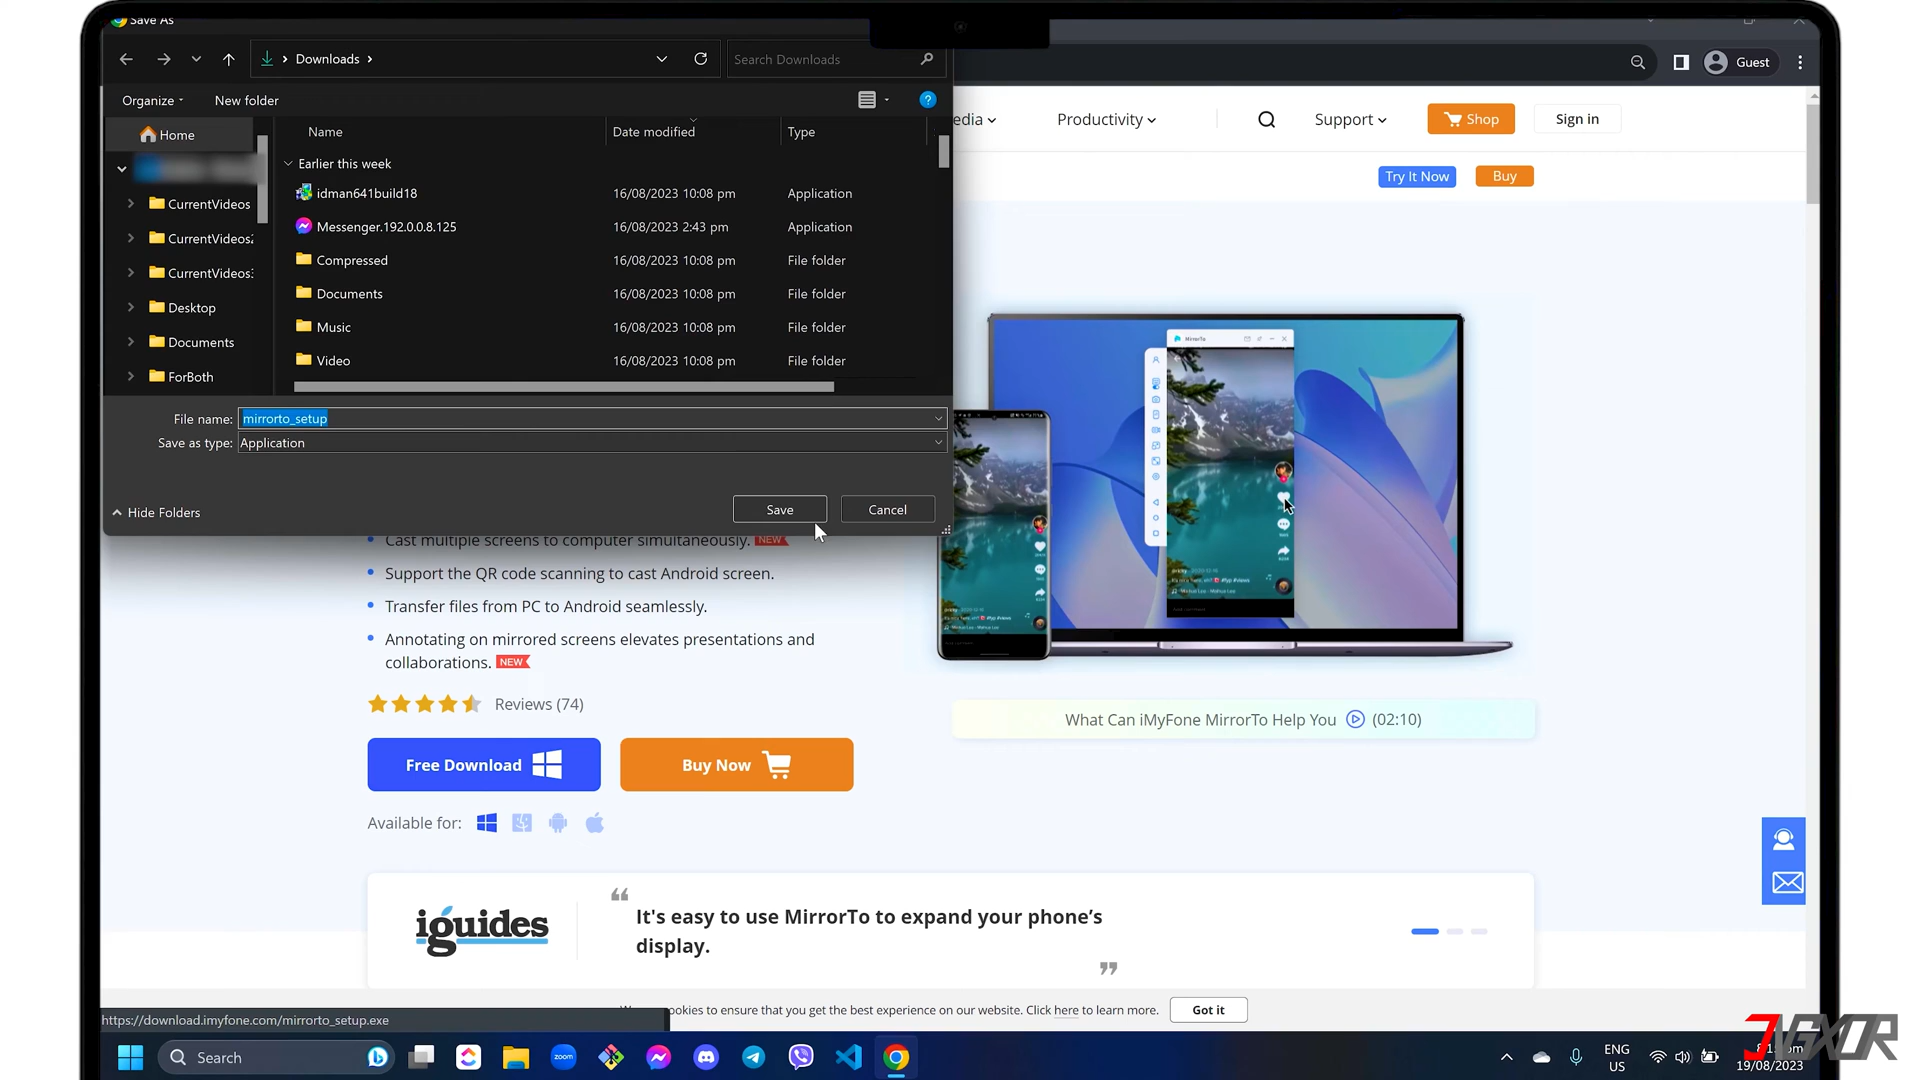 Save As
Downloads
Search Downloads
Guest
Organize
New folder
Home
Name
Date modified
Type
Productivity
Support
Shop
Sign in
Earlier this week
Try It Now
Buy
idman641build18 16/08/2023 10:08 pm Application
CurrentVideos
Messenger.192.0.0.8.125 16/08/2023 2:43 pm Application
CurrentVideos2
Compressed 16/08/2023 10:08 pm File folder
CurrentVideos
Documents 16/08/2023 10:08 pm File folder
Desktop
Music 16/08/2023 10:08 pm File folder
Documents
Video 16/08/2023 10:08 pm File folder
ForBoth
MirrorTo
File name: mirrorto_setup
Save as type: Application
Hide Folders
Save
Cancel
Cast multiple screens to computer simultaneously. NEW
Support the QR code scanning to cast Android screen.
Transfer files from PC to Android seamlessly.
Annotating on mirrored screens elevates presentations and
collaborations. NEW
Reviews (74)
What Can iMyFone MirrorTo Help You (02:10)
Free Download
Buy Now
Available for:
iguides
“
It's easy to use MirrorTo to expand your phone’s
display.
”
cookies to ensure that you get the best experience on our website. Click here to learn more.
Got it
https://download.imyfone.com/mirrorto_setup.exe
Search
zoom
ENG
US
19/08/2023
JVGXOR